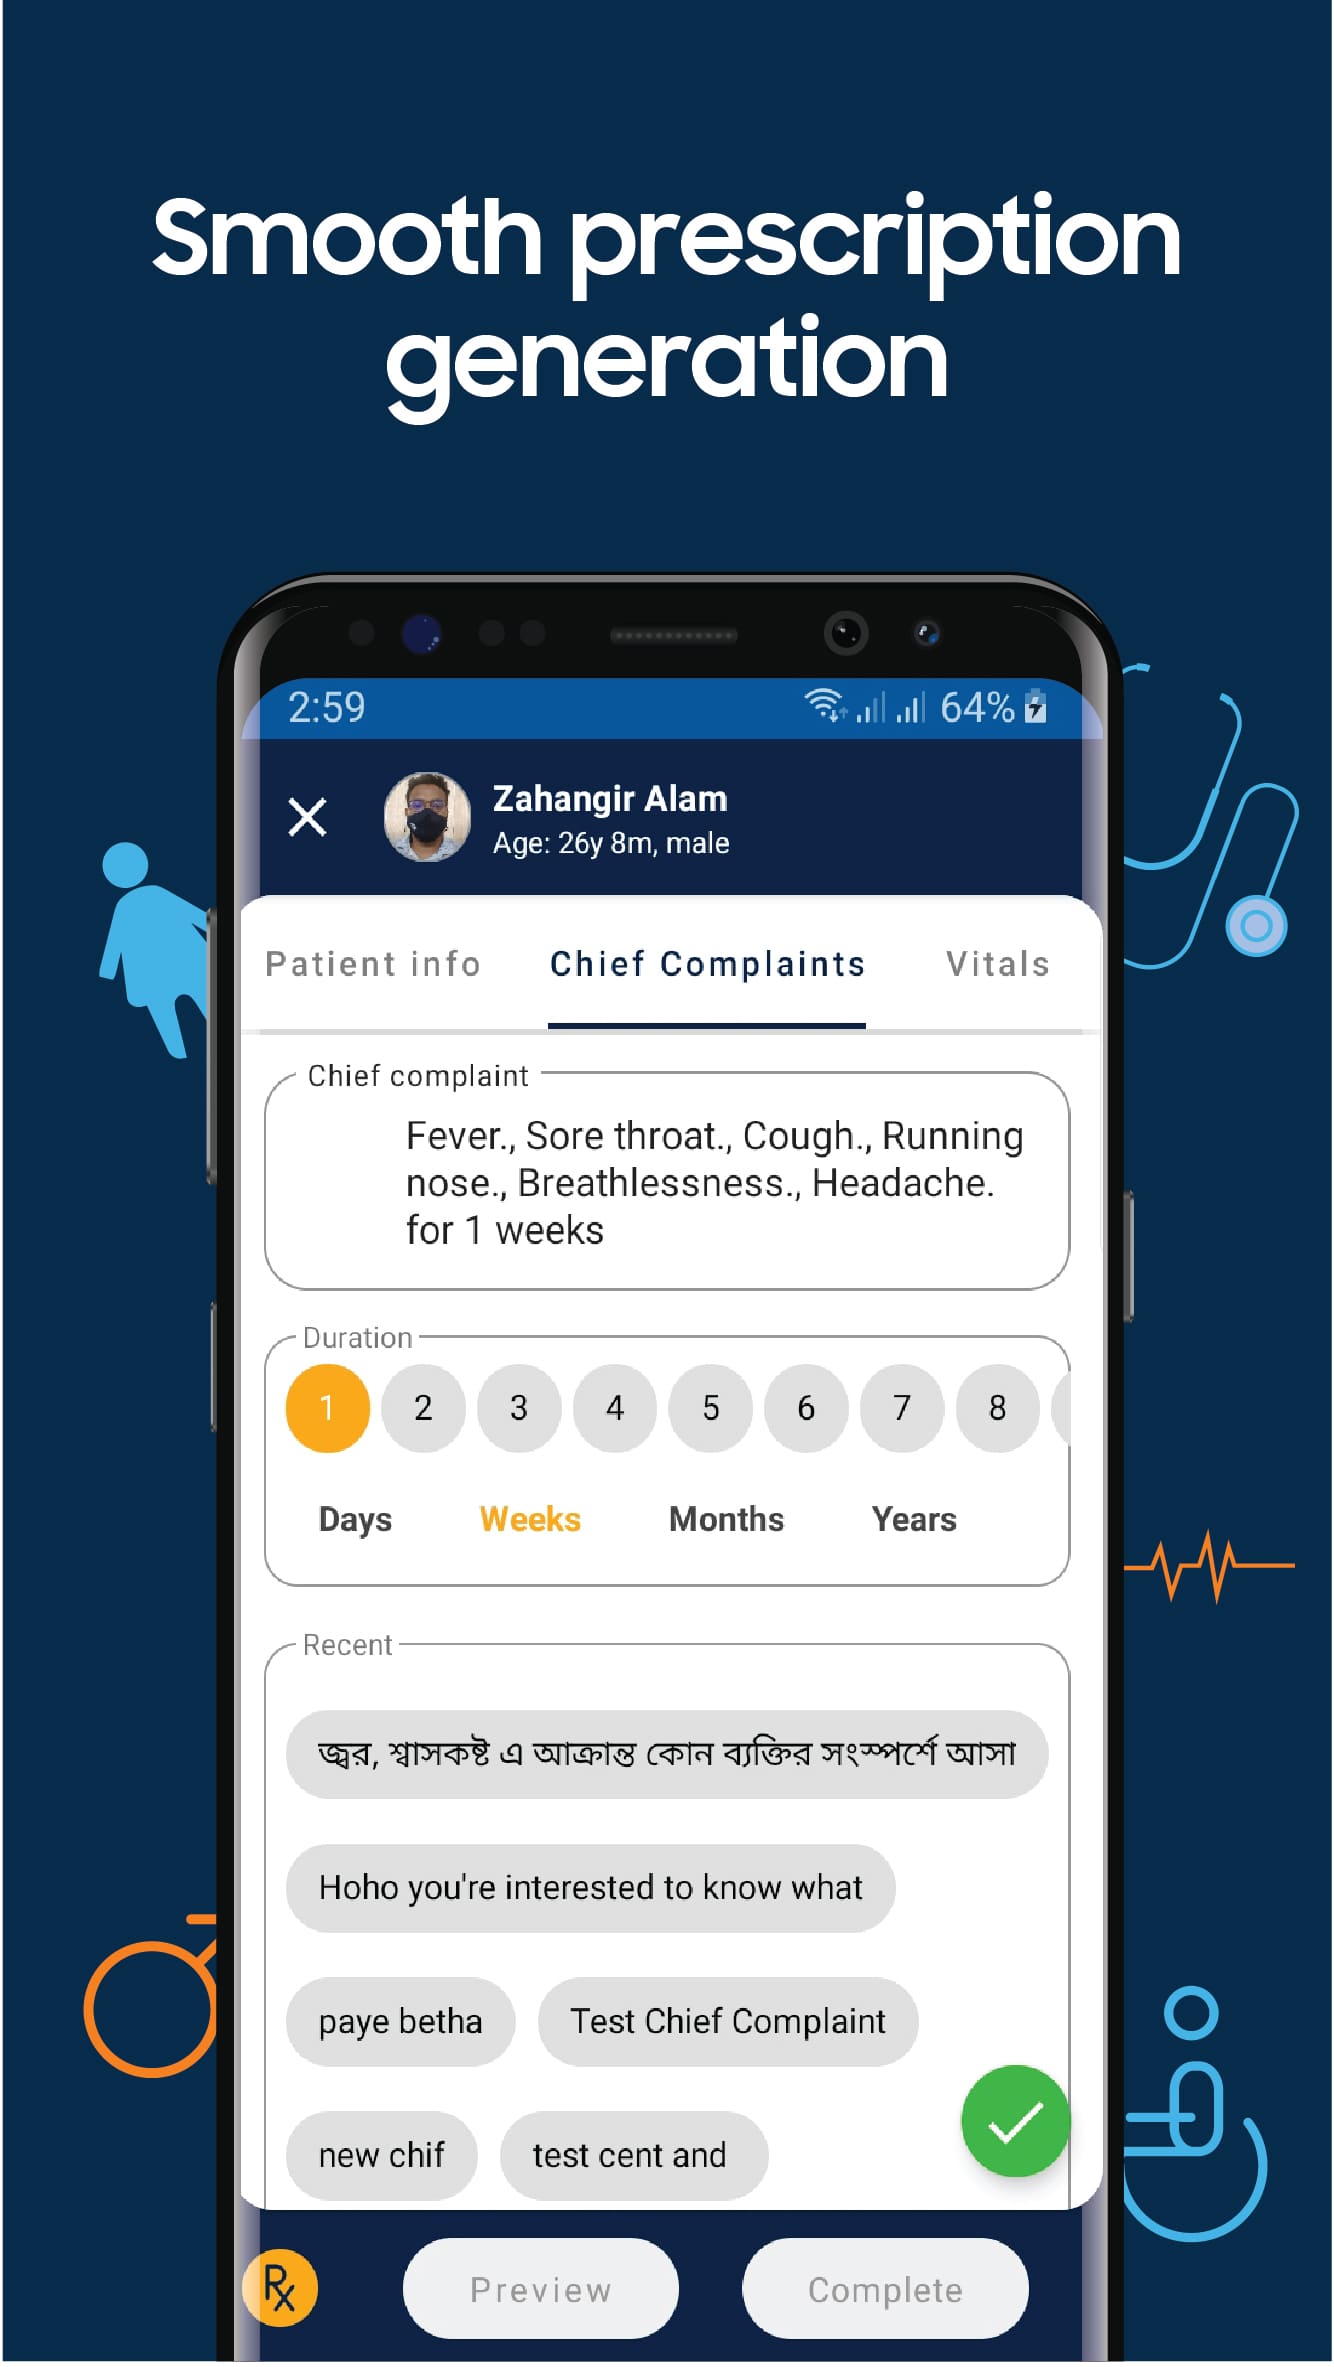 Smooth prescription
generation
2:59
64%
Zahangir Alam
Age: 26y 8m, male
Patient info Chief Complaints Vitals
Chief complaint
Fever., Sore throat., Cough., Running
nose., Breathlessness., Headache.
for 1 weeks
Duration
1 2 3 4 5 6 7 8
Days Weeks Months Years
Recent
জ্বর, শ্বাসকষ্ট এ আক্রান্ত কোন ব্যক্তির সংস্পর্শে আসা
Hoho you're interested to know what
paye betha Test Chief Complaint
new chif test cent and
Rx Preview Complete